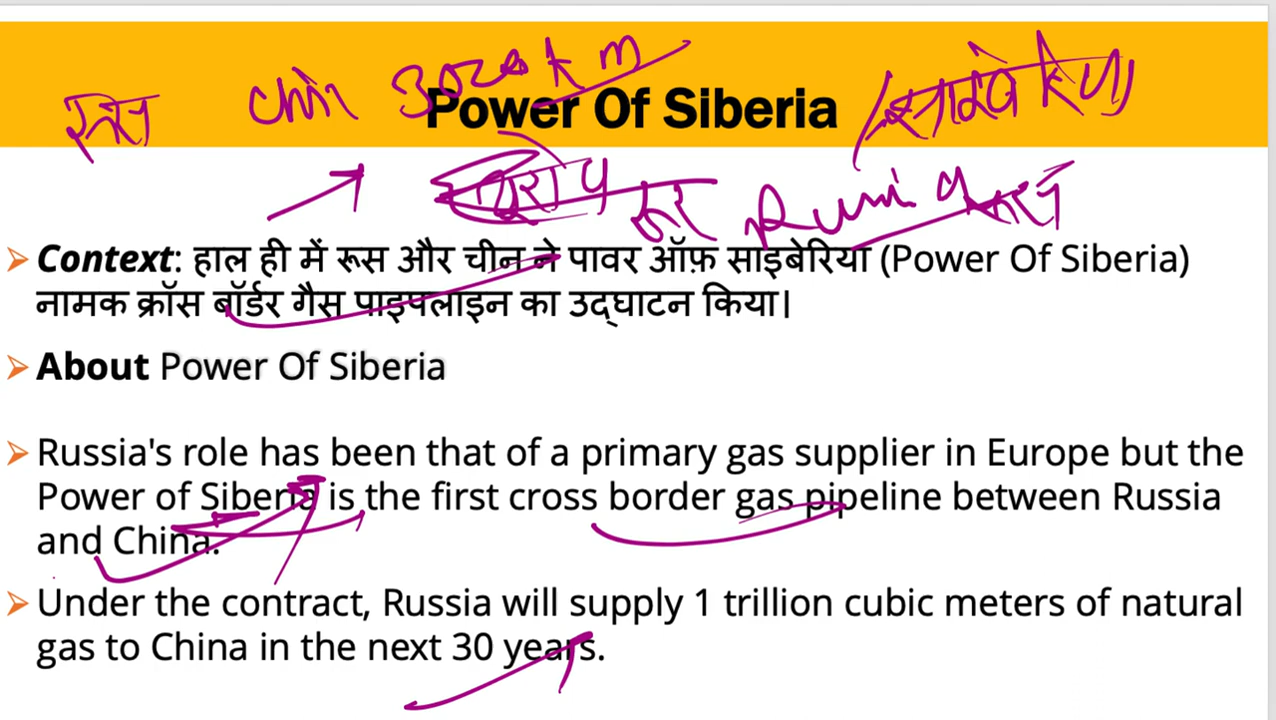 रूस chin 3020 km
Power Of Siberia
यूरोप
Context: हाल ही में रूस और चीन ने पावर ऑफ़ साइबेरिया (Power Of Siberia)
नामक क्रॉस बॉर्डर गैस पाइपलाइन का उद्घाटन किया।
About Power Of Siberia
Russia's role has been that of a primary gas supplier in Europe but the
Power of Siberia is the first cross border gas pipeline between Russia
and China.
Under the contract, Russia will supply 1 trillion cubic meters of natural
gas to China in the next 30 years.